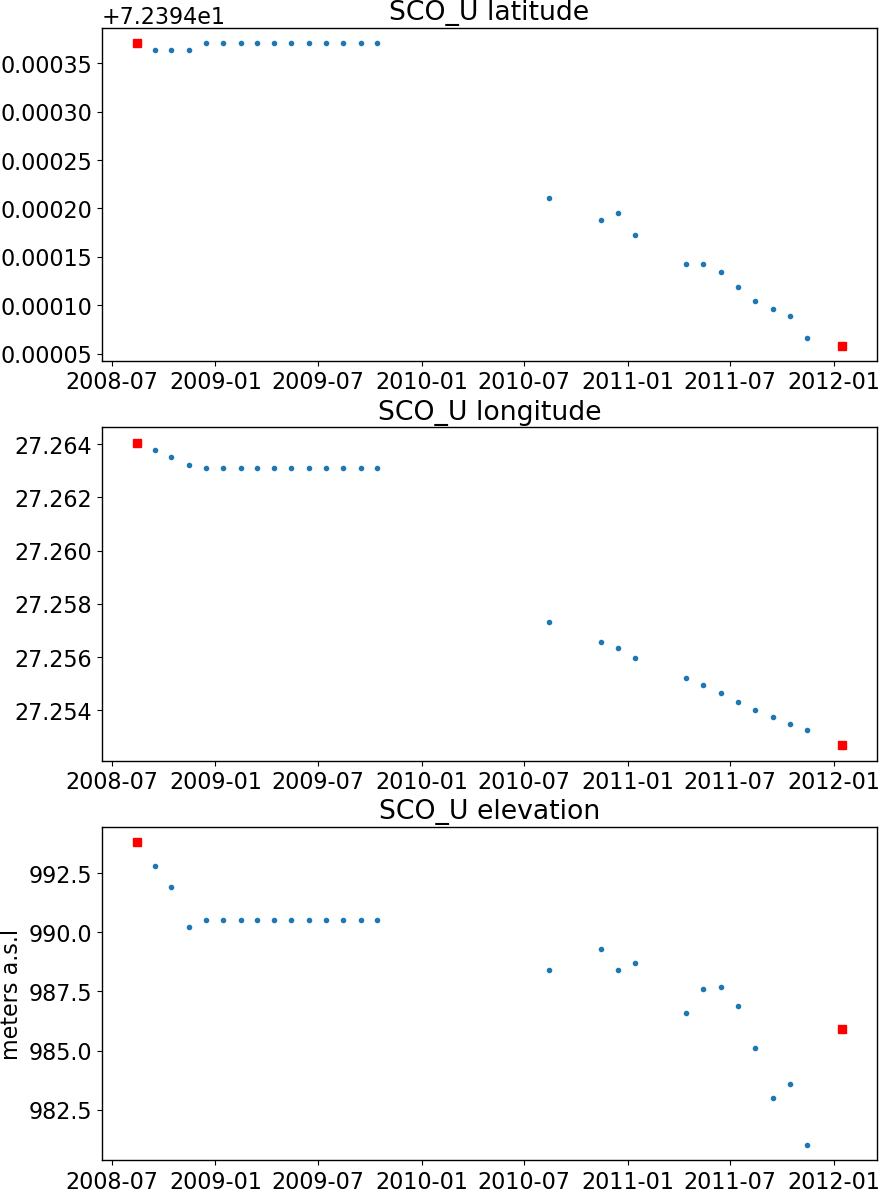 SCO_U latitude
+7.2394e1
0.00035
0.00030
0.00025
0.00020
0.00015
0.00010
0.00005
2008-07 2009-01 2009-07 2010-01 2010-07 2011-01 2011-07 2012-01
SCO_U longitude
27.264
27.262
27.260
27.258
27.256
27.254
2008-07 2009-01 2009-07 2010-01 2010-07 2011-01 2011-07 2012-01
SCO_U elevation
meters a.s.l
992.5
990.0
987.5
985.0
982.5
2008-07 2009-01 2009-07 2010-01 2010-07 2011-01 2011-07 2012-01